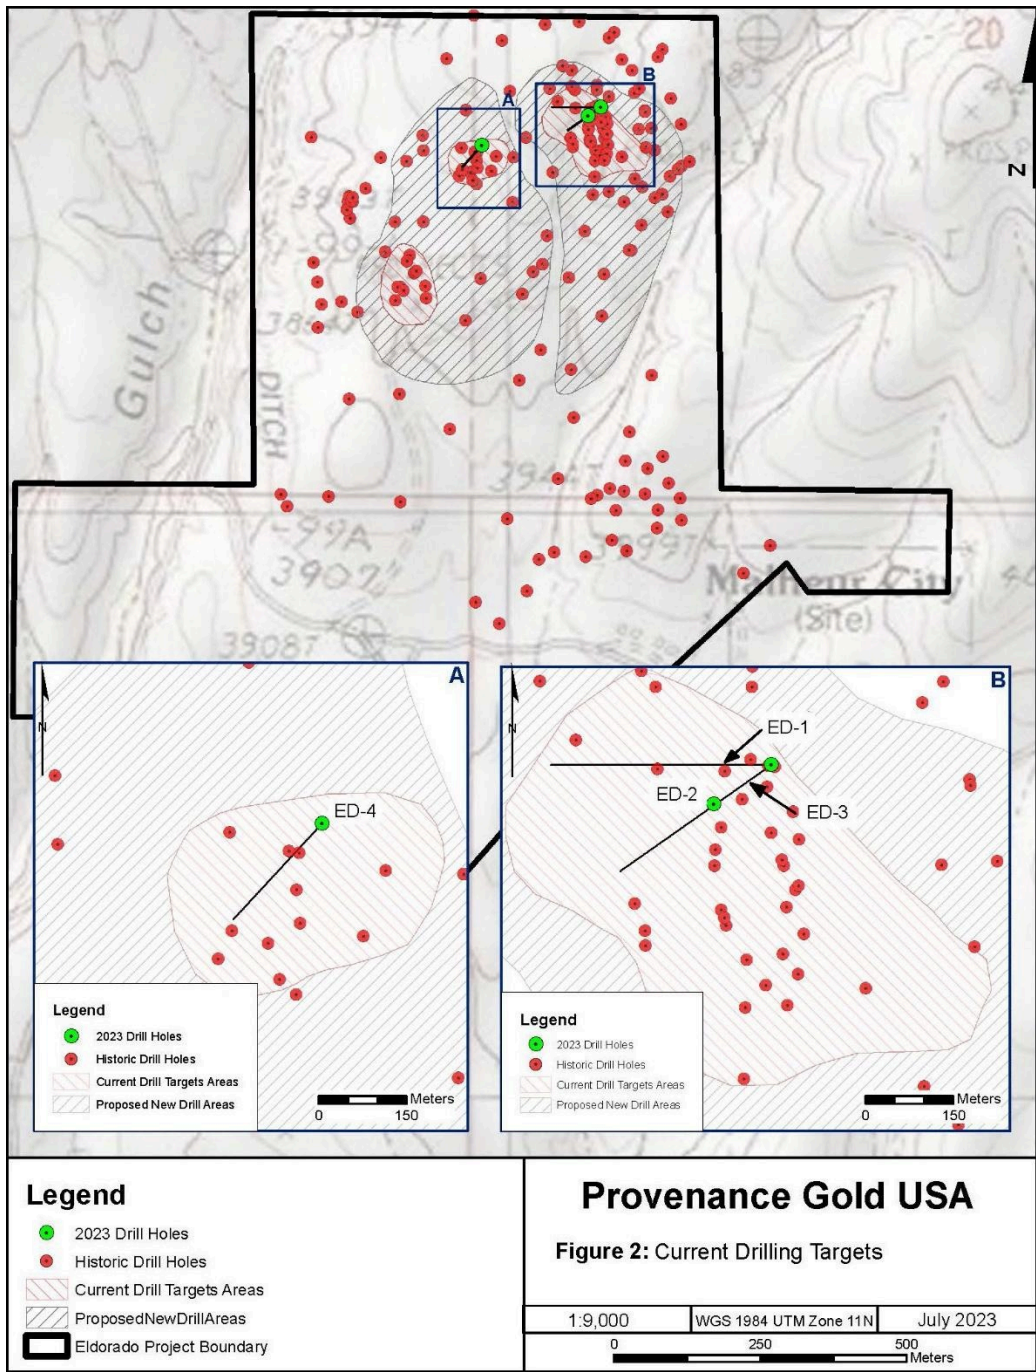 20
A
B
N
Gulch
DITCH
399A
3909
3908T
Malheur City
(Site)
A
N
ED-4
Legend
2023 Drill Holes
Historic Drill Holes
Current Drill Targets Areas
Proposed New Drill Areas
Meters
0 150
B
N
ED-1
ED-2
ED-3
Legend
2023 Drill Holes
Historic Drill Holes
Current Drill Targets Areas
Proposed New Drill Areas
Meters
0 150
Legend
2023 Drill Holes
Historic Drill Holes
Current Drill Targets Areas
ProposedNewDrillAreas
Eldorado Project Boundary
Provenance Gold USA
Figure 2: Current Drilling Targets
1:9,000 WGS 1984 UTM Zone 11N July 2023
0 250 500
Meters